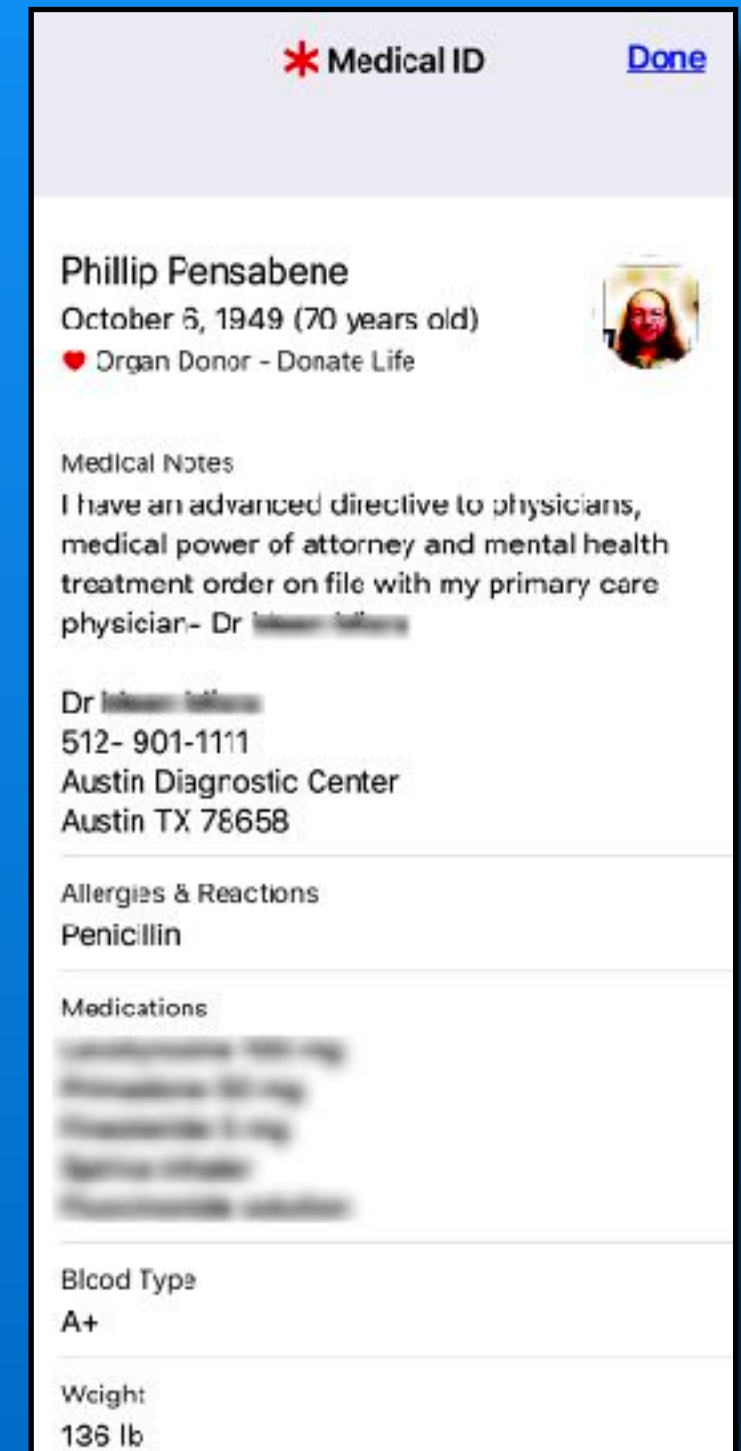 Medical ID
Done
Phillip Pensabene
October 6, 1949 (70 years old)
Organ Donor - Donate Life
Medical Notes
I have an advanced directive to physicians,
medical power of attorney and mental health
treatment order on file with my primary care
physician- Dr
Dr
512- 901-1111
Austin Diagnostic Center
Austin TX 78658
Allergies & Reactions
Penicillin
Medications
Blood Type
A+
Weight
136 lb